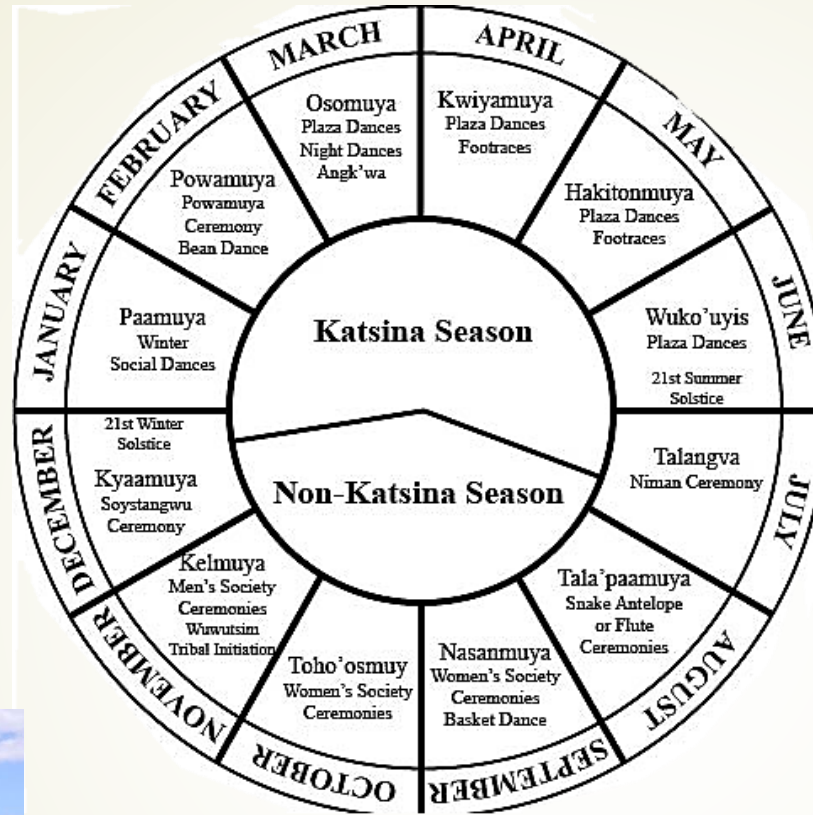 JANUARY
Paamuya
Winter
Social Dances
FEBRUARY
Powamuya
Powamuya
Ceremony
Bean Dance
MARCH
Osomuya
Plaza Dances
Night Dances
Angk'wa
APRIL
Kwiyamuya
Plaza Dances
Footraces
MAY
Hakitonmuya
Plaza Dances
Footraces
JUNE
Wuko'uyis
Plaza Dances
21st Summer
Solstice
JULY
Talangva
Niman Ceremony
AUGUST
Tala'paamuya
Snake Antelope
or Flute
Ceremonies
SEPTEMBER
Nasanmuya
Women's Society
Ceremonies
Basket Dance
OCTOBER
Toho'osmuy
Women's Society
Ceremonies
NOVEMBER
Kelmuya
Men's Society
Ceremonies
Wuwutsim
Tribal Initiation
DECEMBER
21st Winter
Solstice
Kyaamuya
Soystangwu
Ceremony
Katsina Season
Non-Katsina Season